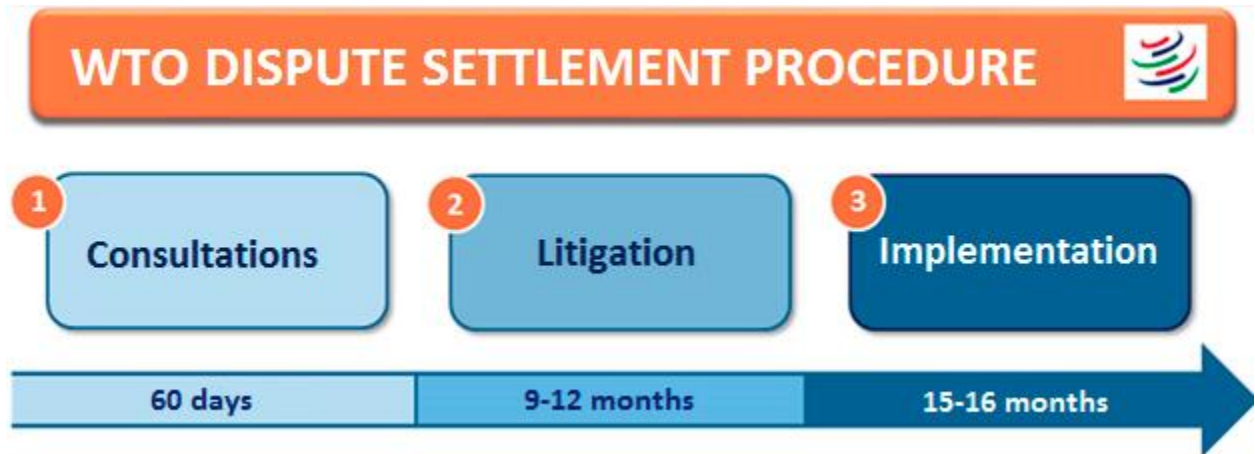 WTO DISPUTE SETTLEMENT PROCEDURE
1
Consultations
2
Litigation
3
Implementation
60 days
9-12 months
15-16 months